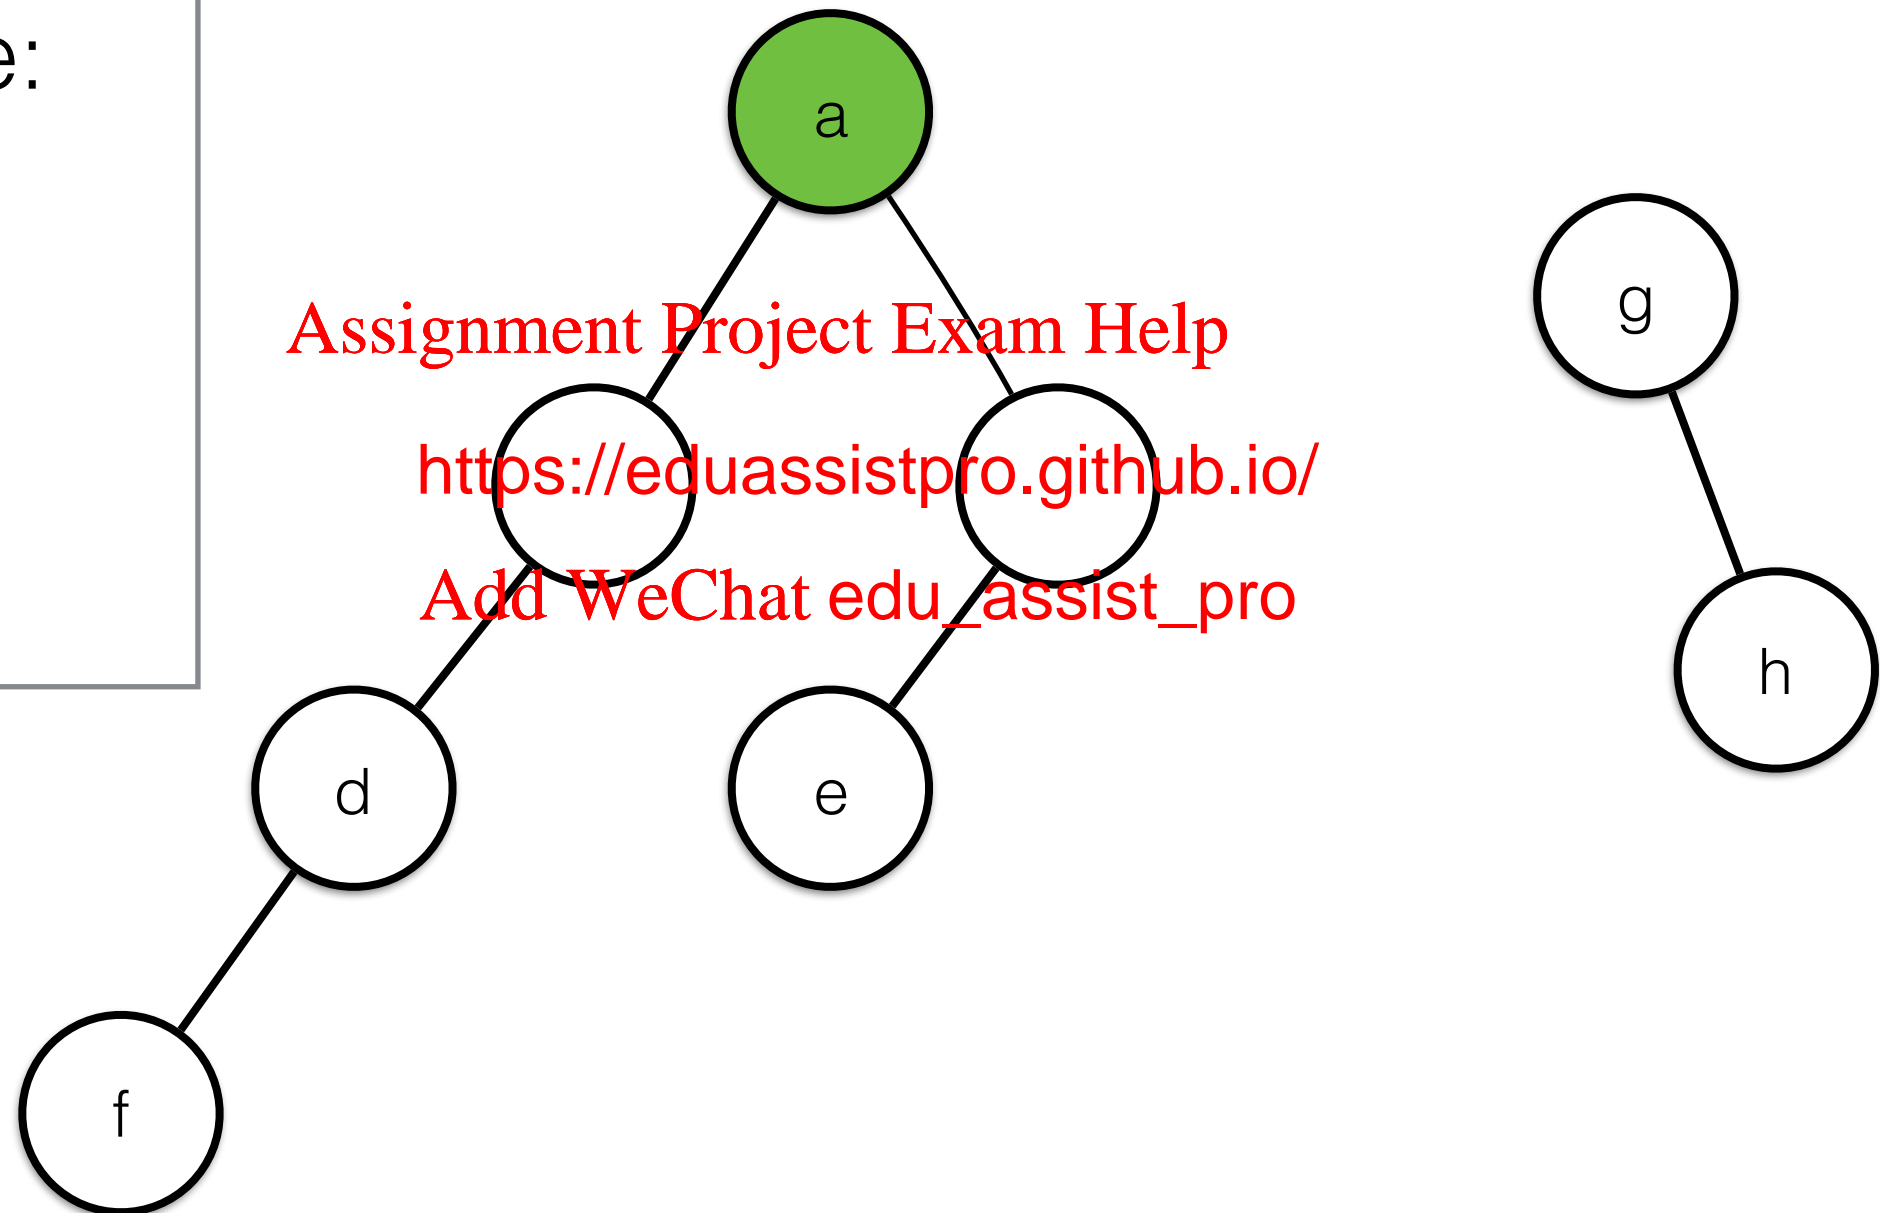 e:
a
g
Assignment Project Exam Help
https://eduassistpro.github.io/
Add WeChat edu_assist_pro
h
d
e
f